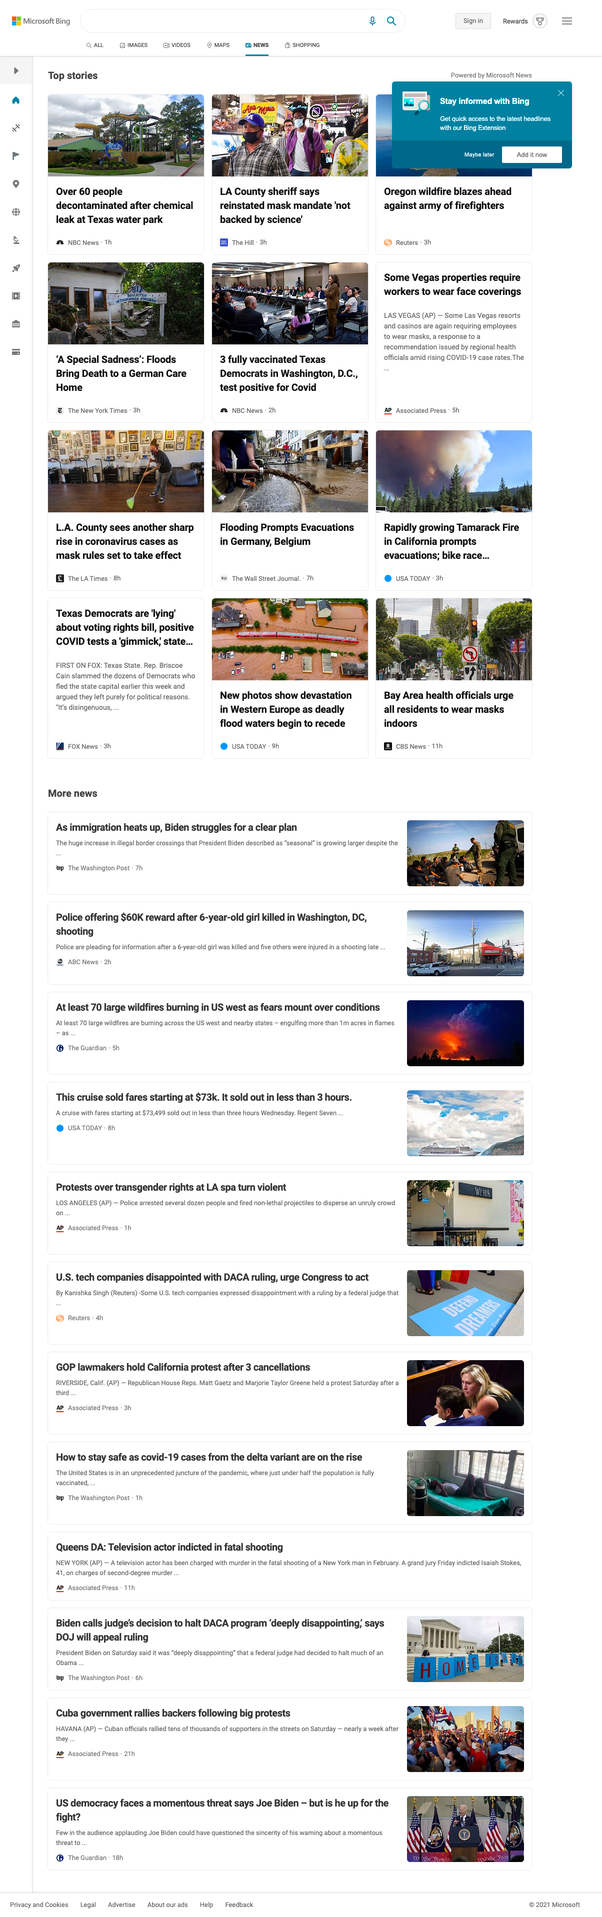 Microsoft Bing
Sign in
Rewards
ALL
IMAGES
VIDEOS
MAPS
NEWS
SHOPPING
Top stories
Powered by Microsoft News
Stay informed with Bing
Get quick access to the latest headlines
with our Bing Extension
Maybe later
Add it now
Over 60 people
decontaminated after chemical
leak at Texas water park
NBC News · 1h
LA County sheriff says
reinstated mask mandate 'not
backed by science'
The Hill · 3h
Oregon wildfire blazes ahead
against army of firefighters
Reuters · 3h
'A Special Sadness': Floods
Bring Death to a German Care
Home
The New York Times · 3h
3 fully vaccinated Texas
Democrats in Washington, D.C.,
test positive for Covid
NBC News · 2h
Some Vegas properties require
workers to wear face coverings
LAS VEGAS (AP) — Some Las Vegas resorts
and casinos are again requiring employees
to wear masks, a response to a
recommendation issued by regional health
officials amid rising COVID-19 case rates.The
...
AP Associated Press · 5h
L.A. County sees another sharp
rise in coronavirus cases as
mask rules set to take effect
The LA Times · 8h
Flooding Prompts Evacuations
in Germany, Belgium
The Wall Street Journal. · 7h
Rapidly growing Tamarack Fire
in California prompts
evacuations; bike race...
USA TODAY · 3h
Texas Democrats are 'lying'
about voting rights bill, positive
COVID tests a 'gimmick,' state...
FIRST ON FOX: Texas State. Rep. Briscoe
Cain slammed the dozens of Democrats who
fled the state capital earlier this week and
argued they left purely for political reasons.
"It's disingenuous, ...
FOX News · 3h
New photos show devastation
in Western Europe as deadly
flood waters begin to recede
USA TODAY · 9h
Bay Area health officials urge
all residents to wear masks
indoors
CBS News · 11h
More news
As immigration heats up, Biden struggles for a clear plan
The huge increase in illegal border crossings that President Biden described as "seasonal" is growing larger despite the
...
wp The Washington Post · 7h
Police offering $60K reward after 6-year-old girl killed in Washington, DC,
shooting
Police are pleading for information after a 6-year-old girl was killed and five others were injured in a shooting late ...
ABC News · 2h
At least 70 large wildfires burning in US west as fears mount over conditions
At least 70 large wildfires are burning across the US west and nearby states – engulfing more than 1m acres in flames
– as ...
The Guardian · 5h
This cruise sold fares starting at $73k. It sold out in less than 3 hours.
A cruise with fares starting at $73,499 sold out in less than three hours Wednesday. Regent Seven ...
USA TODAY · 8h
Protests over transgender rights at LA spa turn violent
LOS ANGELES (AP) — Police arrested several dozen people and fired non-lethal projectiles to disperse an unruly crowd
on ...
AP Associated Press · 1h
U.S. tech companies disappointed with DACA ruling, urge Congress to act
By Kanishka Singh (Reuters) -Some U.S. tech companies expressed disappointment with a ruling by a federal judge that
...
Reuters · 4h
DEFEND
DREAMERS
GOP lawmakers hold California protest after 3 cancellations
RIVERSIDE, Calif. (AP) — Republican House Reps. Matt Gaetz and Marjorie Taylor Greene held a protest Saturday after a
third ...
AP Associated Press · 3h
How to stay safe as covid-19 cases from the delta variant are on the rise
The United States is in an unprecedented juncture of the pandemic, where just under half the population is fully
vaccinated, ...
wp The Washington Post · 1h
Queens DA: Television actor indicted in fatal shooting
NEW YORK (AP) — A television actor has been charged with murder in the fatal shooting of a New York man in February. A grand jury Friday indicted Isaiah Stokes,
41, on charges of second-degree murder ...
AP Associated Press · 11h
Biden calls judge's decision to halt DACA program 'deeply disappointing,' says
DOJ will appeal ruling
President Biden on Saturday said it was "deeply disappointing" that a federal judge had decided to halt much of an
Obama ...
wp The Washington Post · 6h
HOME
Cuba government rallies backers following big protests
HAVANA (AP) — Cuban officials rallied tens of thousands of supporters in the streets on Saturday — nearly a week after
they ...
AP Associated Press · 21h
US democracy faces a momentous threat says Joe Biden – but is he up for the
fight?
Few in the audience applauding Joe Biden could have questioned the sincerity of his warning about a momentous
threat to ...
The Guardian · 18h
Privacy and Cookies
Legal
Advertise
About our ads
Help
Feedback
© 2021 Microsoft